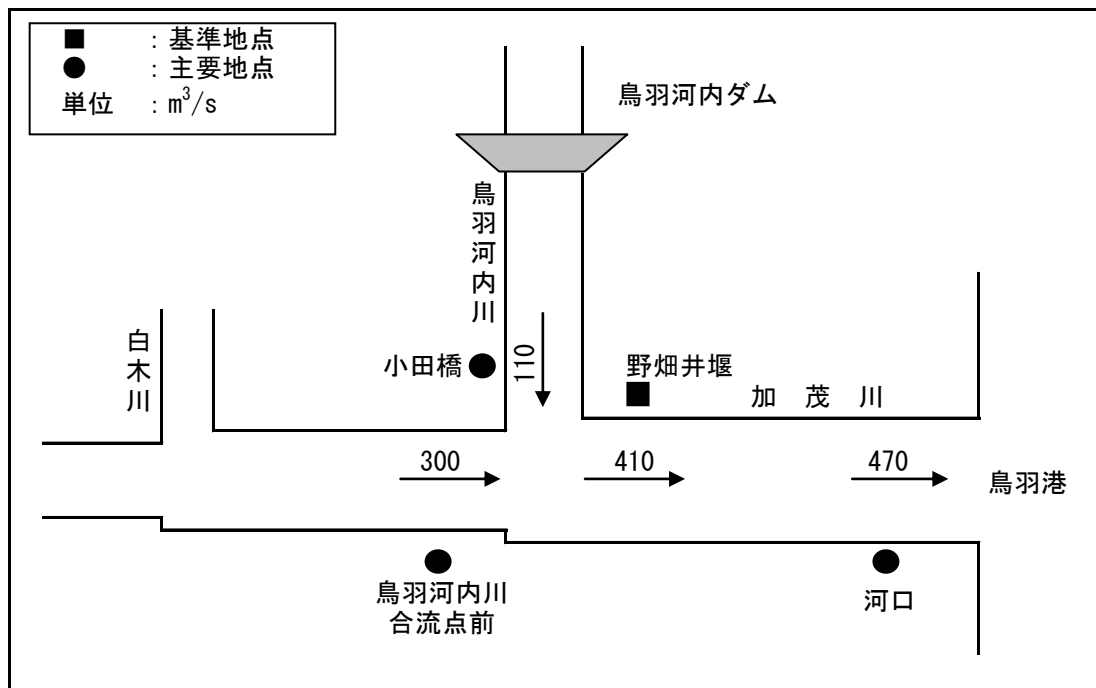 ■ : 基準地点
● : 主要地点
単位 : m³/s
鳥羽河内ダム
鳥羽河内川
白木川
小田橋
110
野畑井堰
加茂川
300
410
470
鳥羽港
鳥羽河内川
合流点前
河口